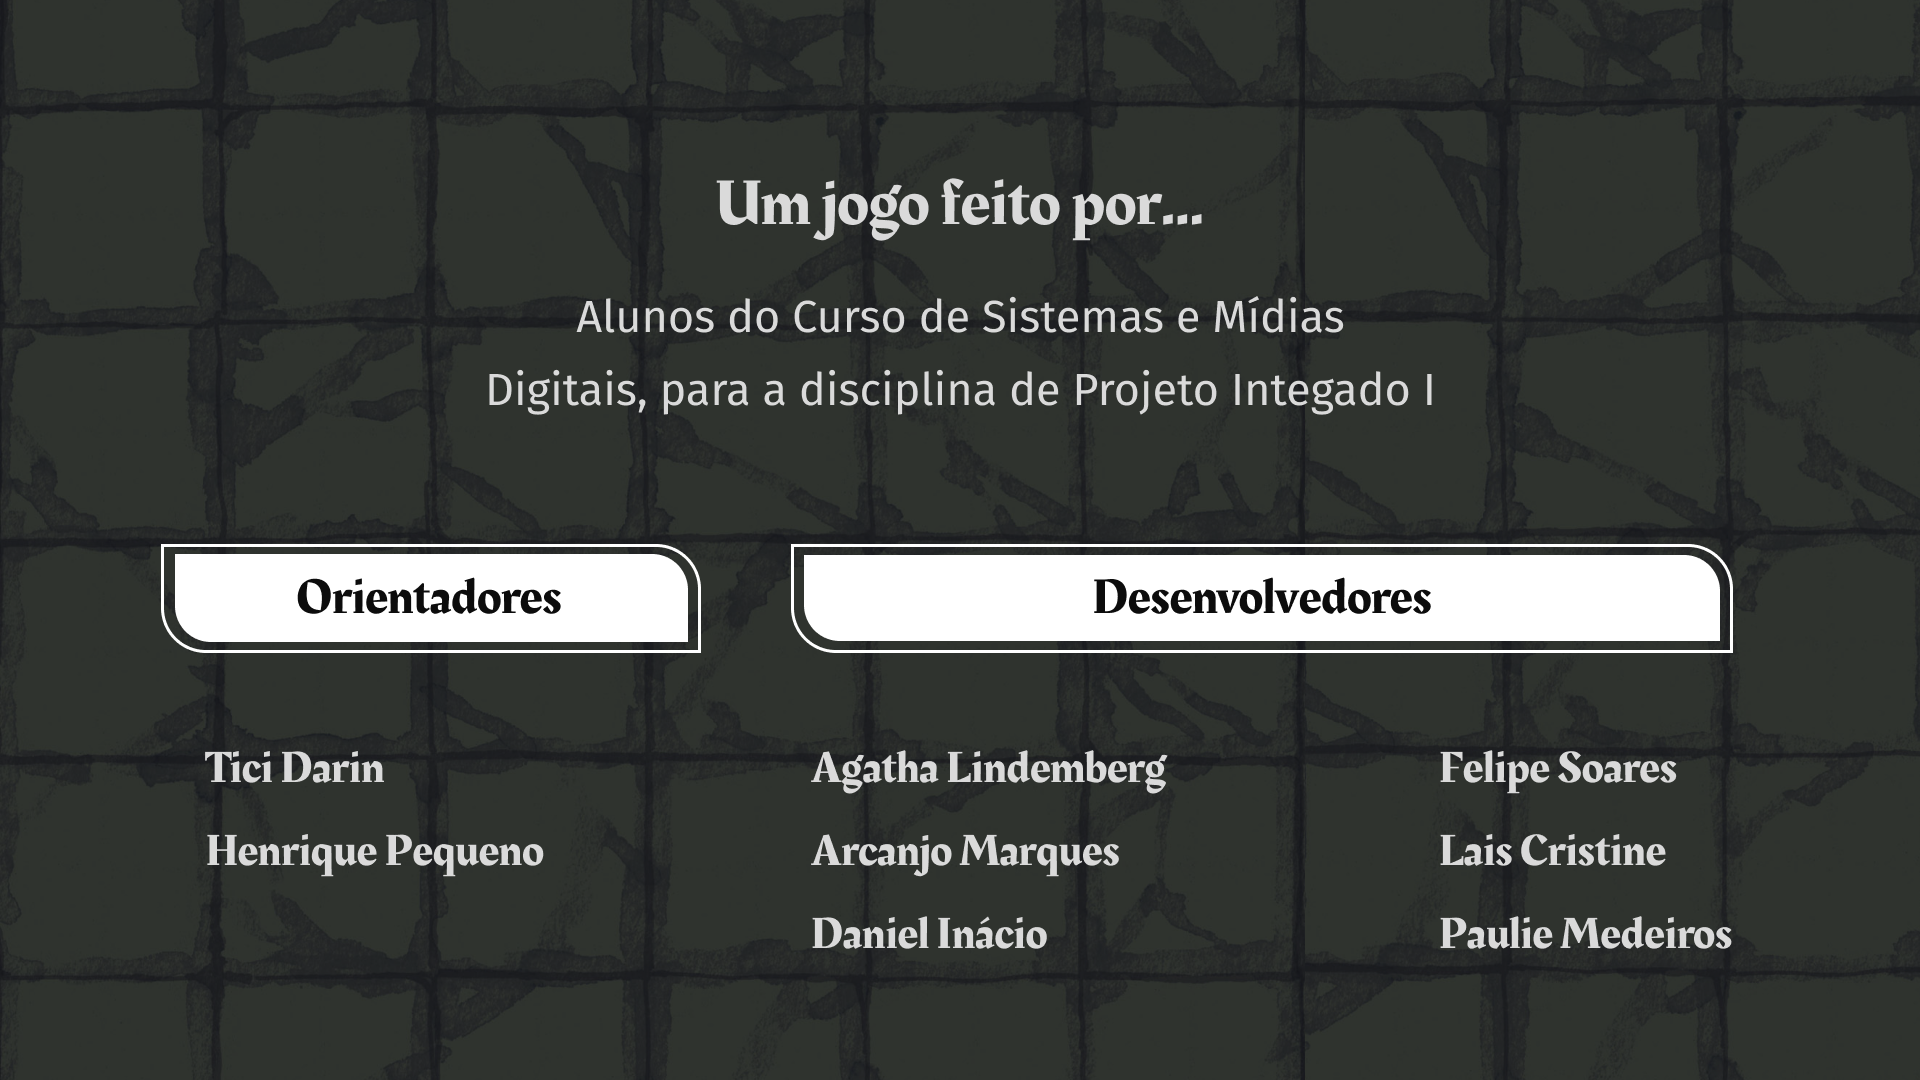 Um jogo feito por...
Alunos do Curso de Sistemas e Mídias
Digitais, para a disciplina de Projeto Integado I
Orientadores
Tici Darin
Henrique Pequeno
Desenvolvedores
Agatha Lindemberg
Arcanjo Marques
Daniel Inácio
Felipe Soares
Lais Cristine
Paulie Medeiros